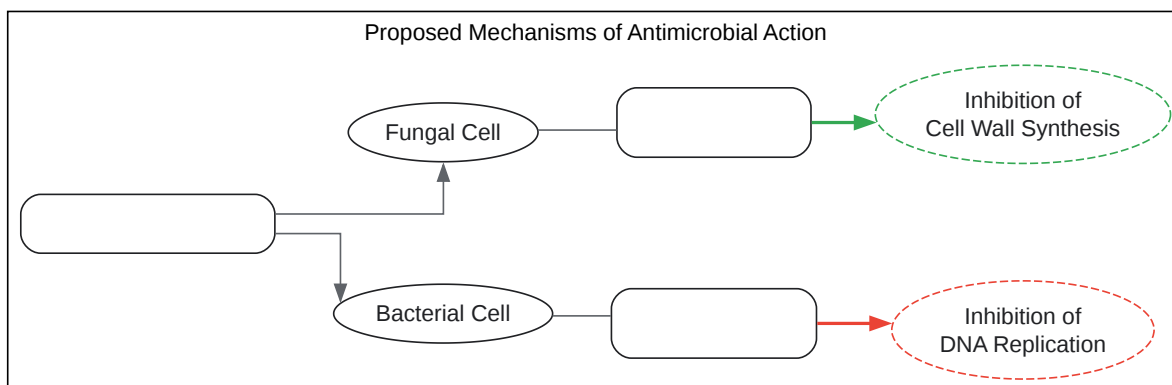 Proposed Mechanisms of Antimicrobial Action
Fungal Cell
Inhibition of
Cell Wall Synthesis
Bacterial Cell
Inhibition of
DNA Replication